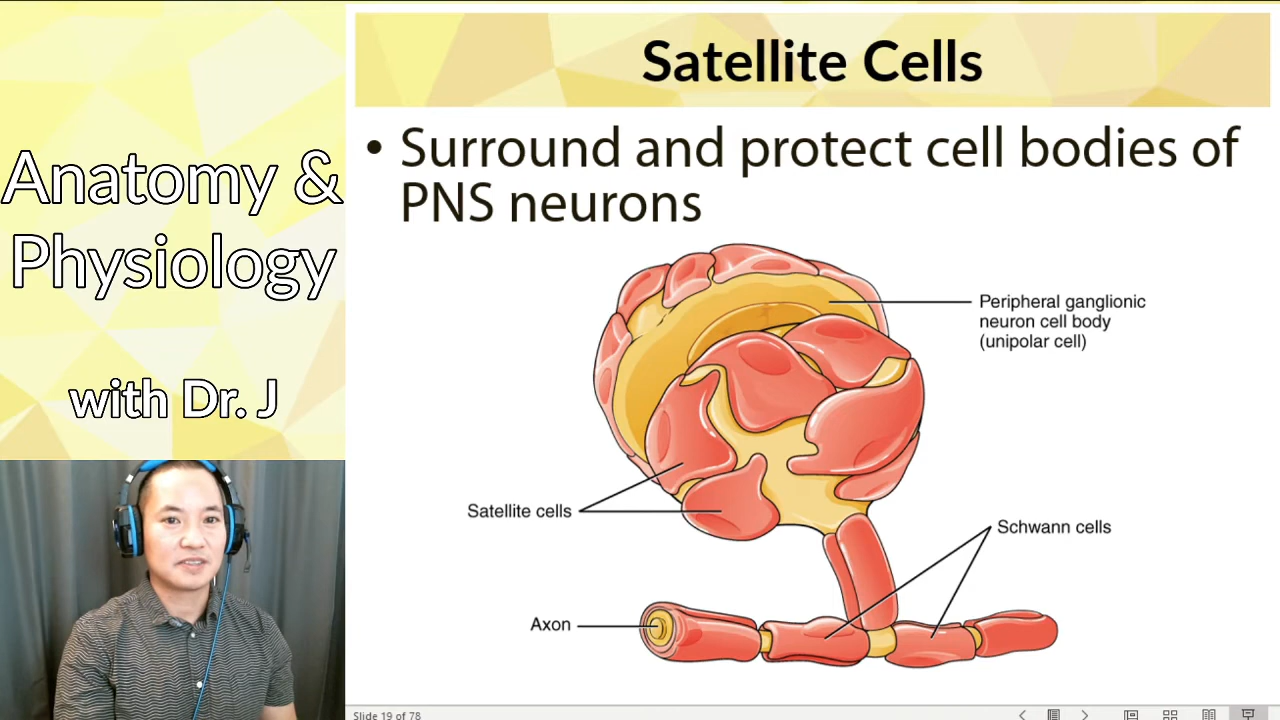 Anatomy &
Physiology
with Dr. J
Satellite Cells
• Surround and protect cell bodies of
PNS neurons
Peripheral ganglionic
neuron cell body
(unipolar cell)
Satellite cells
Schwann cells
Axon
Slide 19 of 78